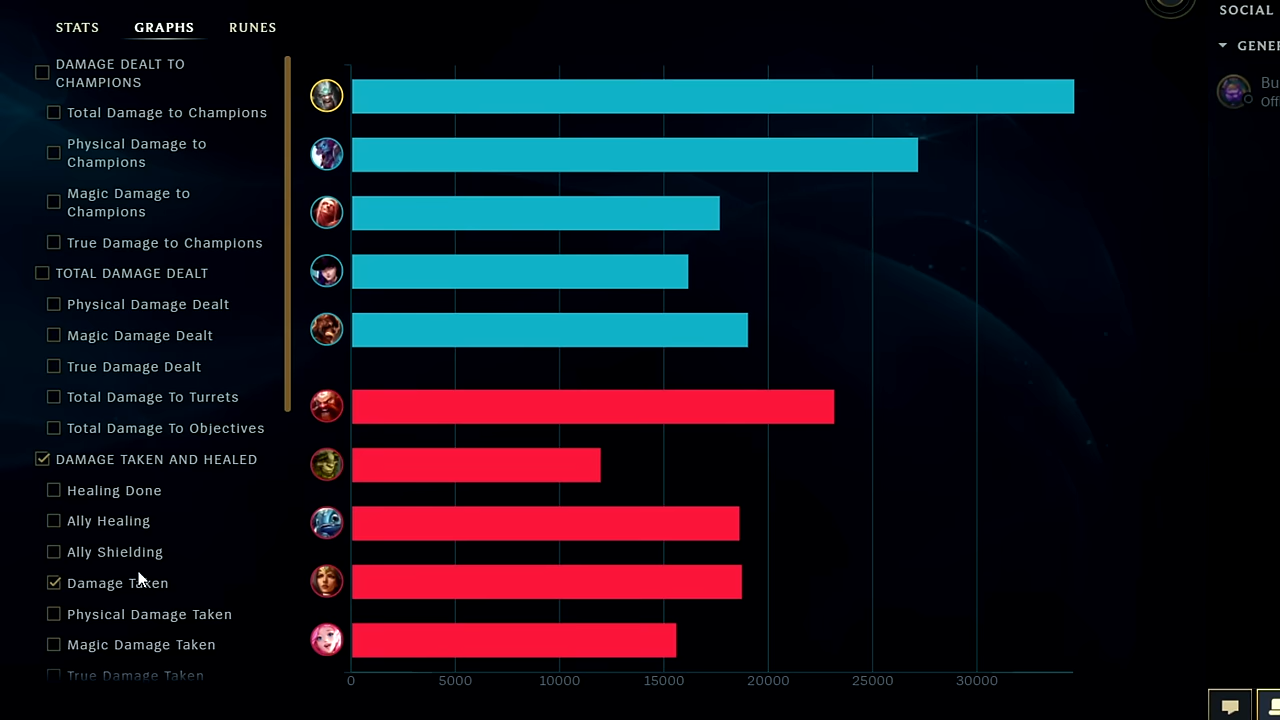 STATS GRAPHS RUNES
SOCIAL
GENE
Bu
Off
DAMAGE DEALT TO
CHAMPIONS
Total Damage to Champions
Physical Damage to
Champions
Magic Damage to
Champions
True Damage to Champions
TOTAL DAMAGE DEALT
Physical Damage Dealt
Magic Damage Dealt
True Damage Dealt
Total Damage To Turrets
Total Damage To Objectives
DAMAGE TAKEN AND HEALED
Healing Done
Ally Healing
Ally Shielding
Damage Taken
Physical Damage Taken
Magic Damage Taken
True Damage Taken
0 5000 10000 15000 20000 25000 30000